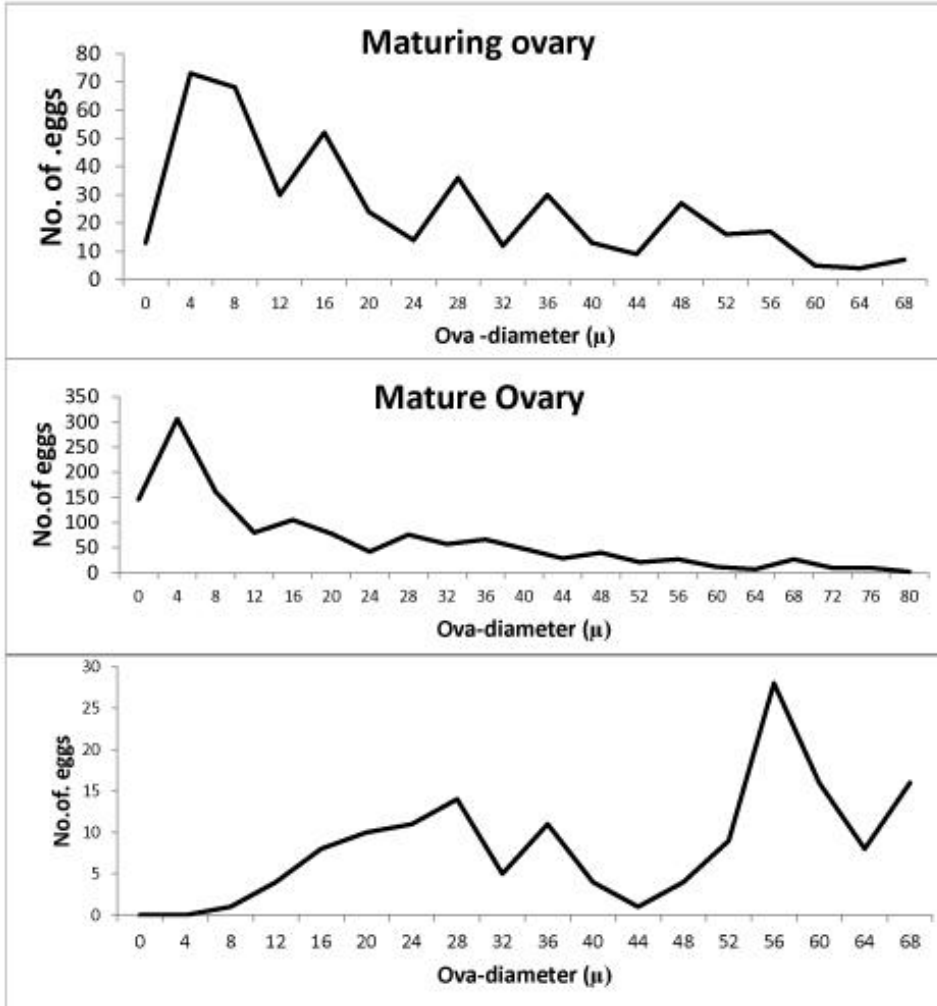 Maturing ovary
No. of .eggs
80
70
60
50
40
30
20
10
0
0 4 8 12 16 20 24 28 32 36 40 44 48 52 56 60 64 68
Ova -diameter (µ)
Mature Ovary
No.of eggs
350
300
250
200
150
100
50
0
0 4 8 12 16 20 24 28 32 36 40 44 48 52 56 60 64 68 72 76 80
Ova-diameter (µ)
No.of. eggs
30
25
20
15
10
5
0
0 4 8 12 16 20 24 28 32 36 40 44 48 52 56 60 64 68
Ova-diameter (µ)